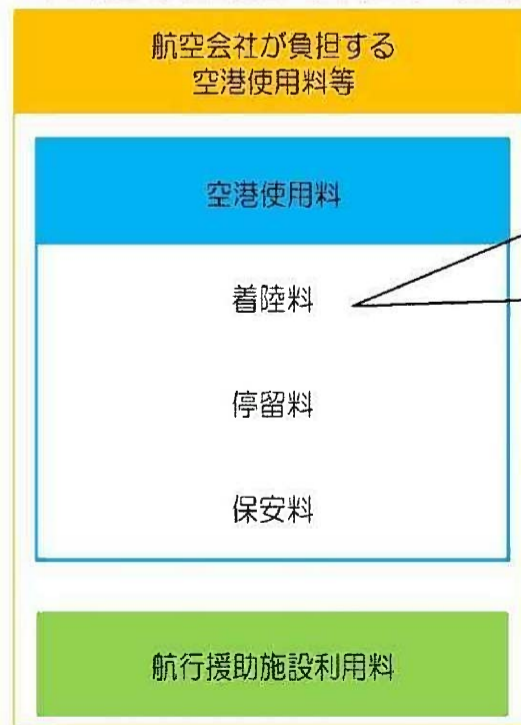 航空会社が負担する
空港使用料等
空港使用料
着陸料
停留料
保安料
航行援助施設利用料